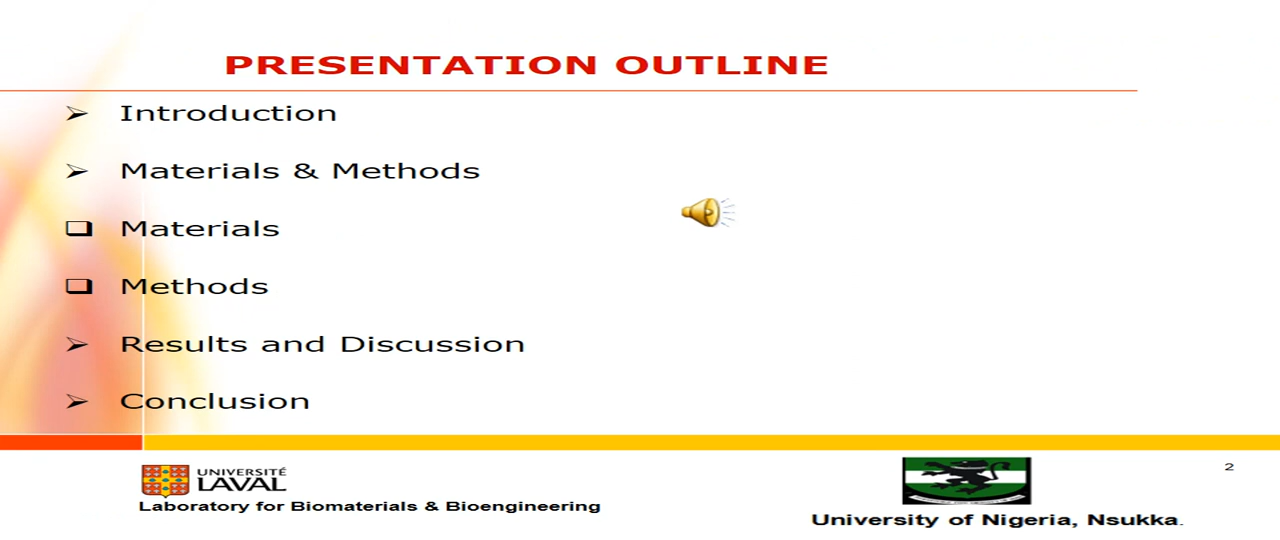 PRESENTATION OUTLINE
➢ Introduction
➢ Materials & Methods
❑ Materials
❑ Methods
➢ Results and Discussion
➢ Conclusion
UNIVERSITÉ
LAVAL
Laboratory for Biomaterials & Bioengineering
University of Nigeria, Nsukka.
2